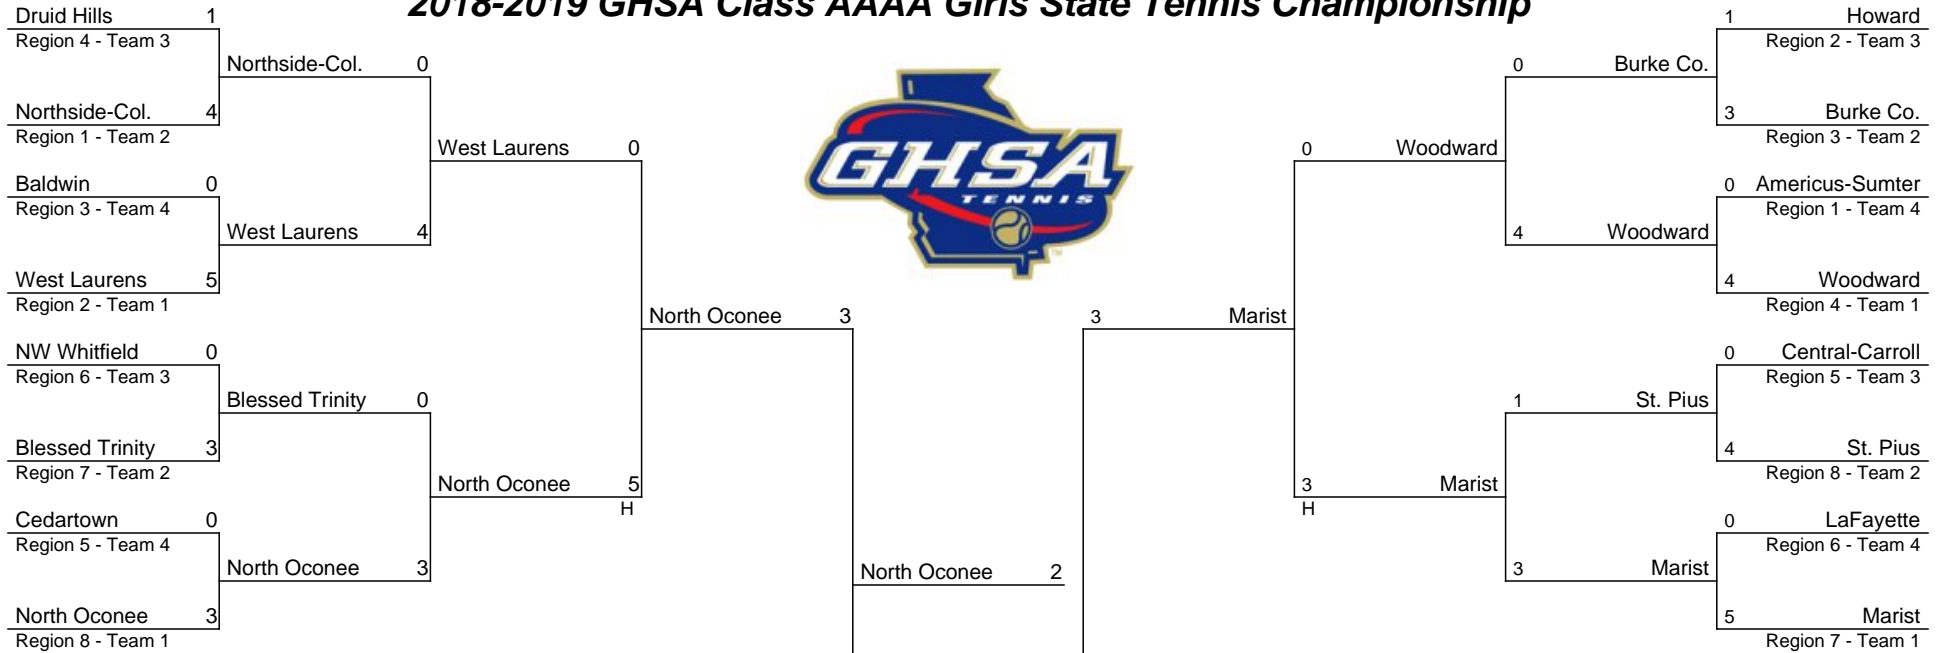 2018-2019 GHSA Class AAAA Girls State Tennis Championship
Druid Hills 1
Region 4 - Team 3
Northside-Col. 0
Northside-Col. 4
Region 1 - Team 2
West Laurens 0
Baldwin 0
Region 3 - Team 4
West Laurens 4
West Laurens 5
Region 2 - Team 1
North Oconee 3
NW Whitfield 0
Region 6 - Team 3
Blessed Trinity 0
Blessed Trinity 3
Region 7 - Team 2
North Oconee 5
H
Cedartown 0
Region 5 - Team 4
North Oconee 3
North Oconee 3
Region 8 - Team 1
North Oconee 2
GHSA
TENNIS
TM
1 Howard
Region 2 - Team 3
0 Burke Co.
3 Burke Co.
Region 3 - Team 2
0 Woodward
0 Americus-Sumter
Region 1 - Team 4
4 Woodward
4 Woodward
Region 4 - Team 1
3 Marist
0 Central-Carroll
Region 5 - Team 3
1 St. Pius
4 St. Pius
Region 8 - Team 2
3 Marist
H
0 LaFayette
Region 6 - Team 4
3 Marist
5 Marist
Region 7 - Team 1